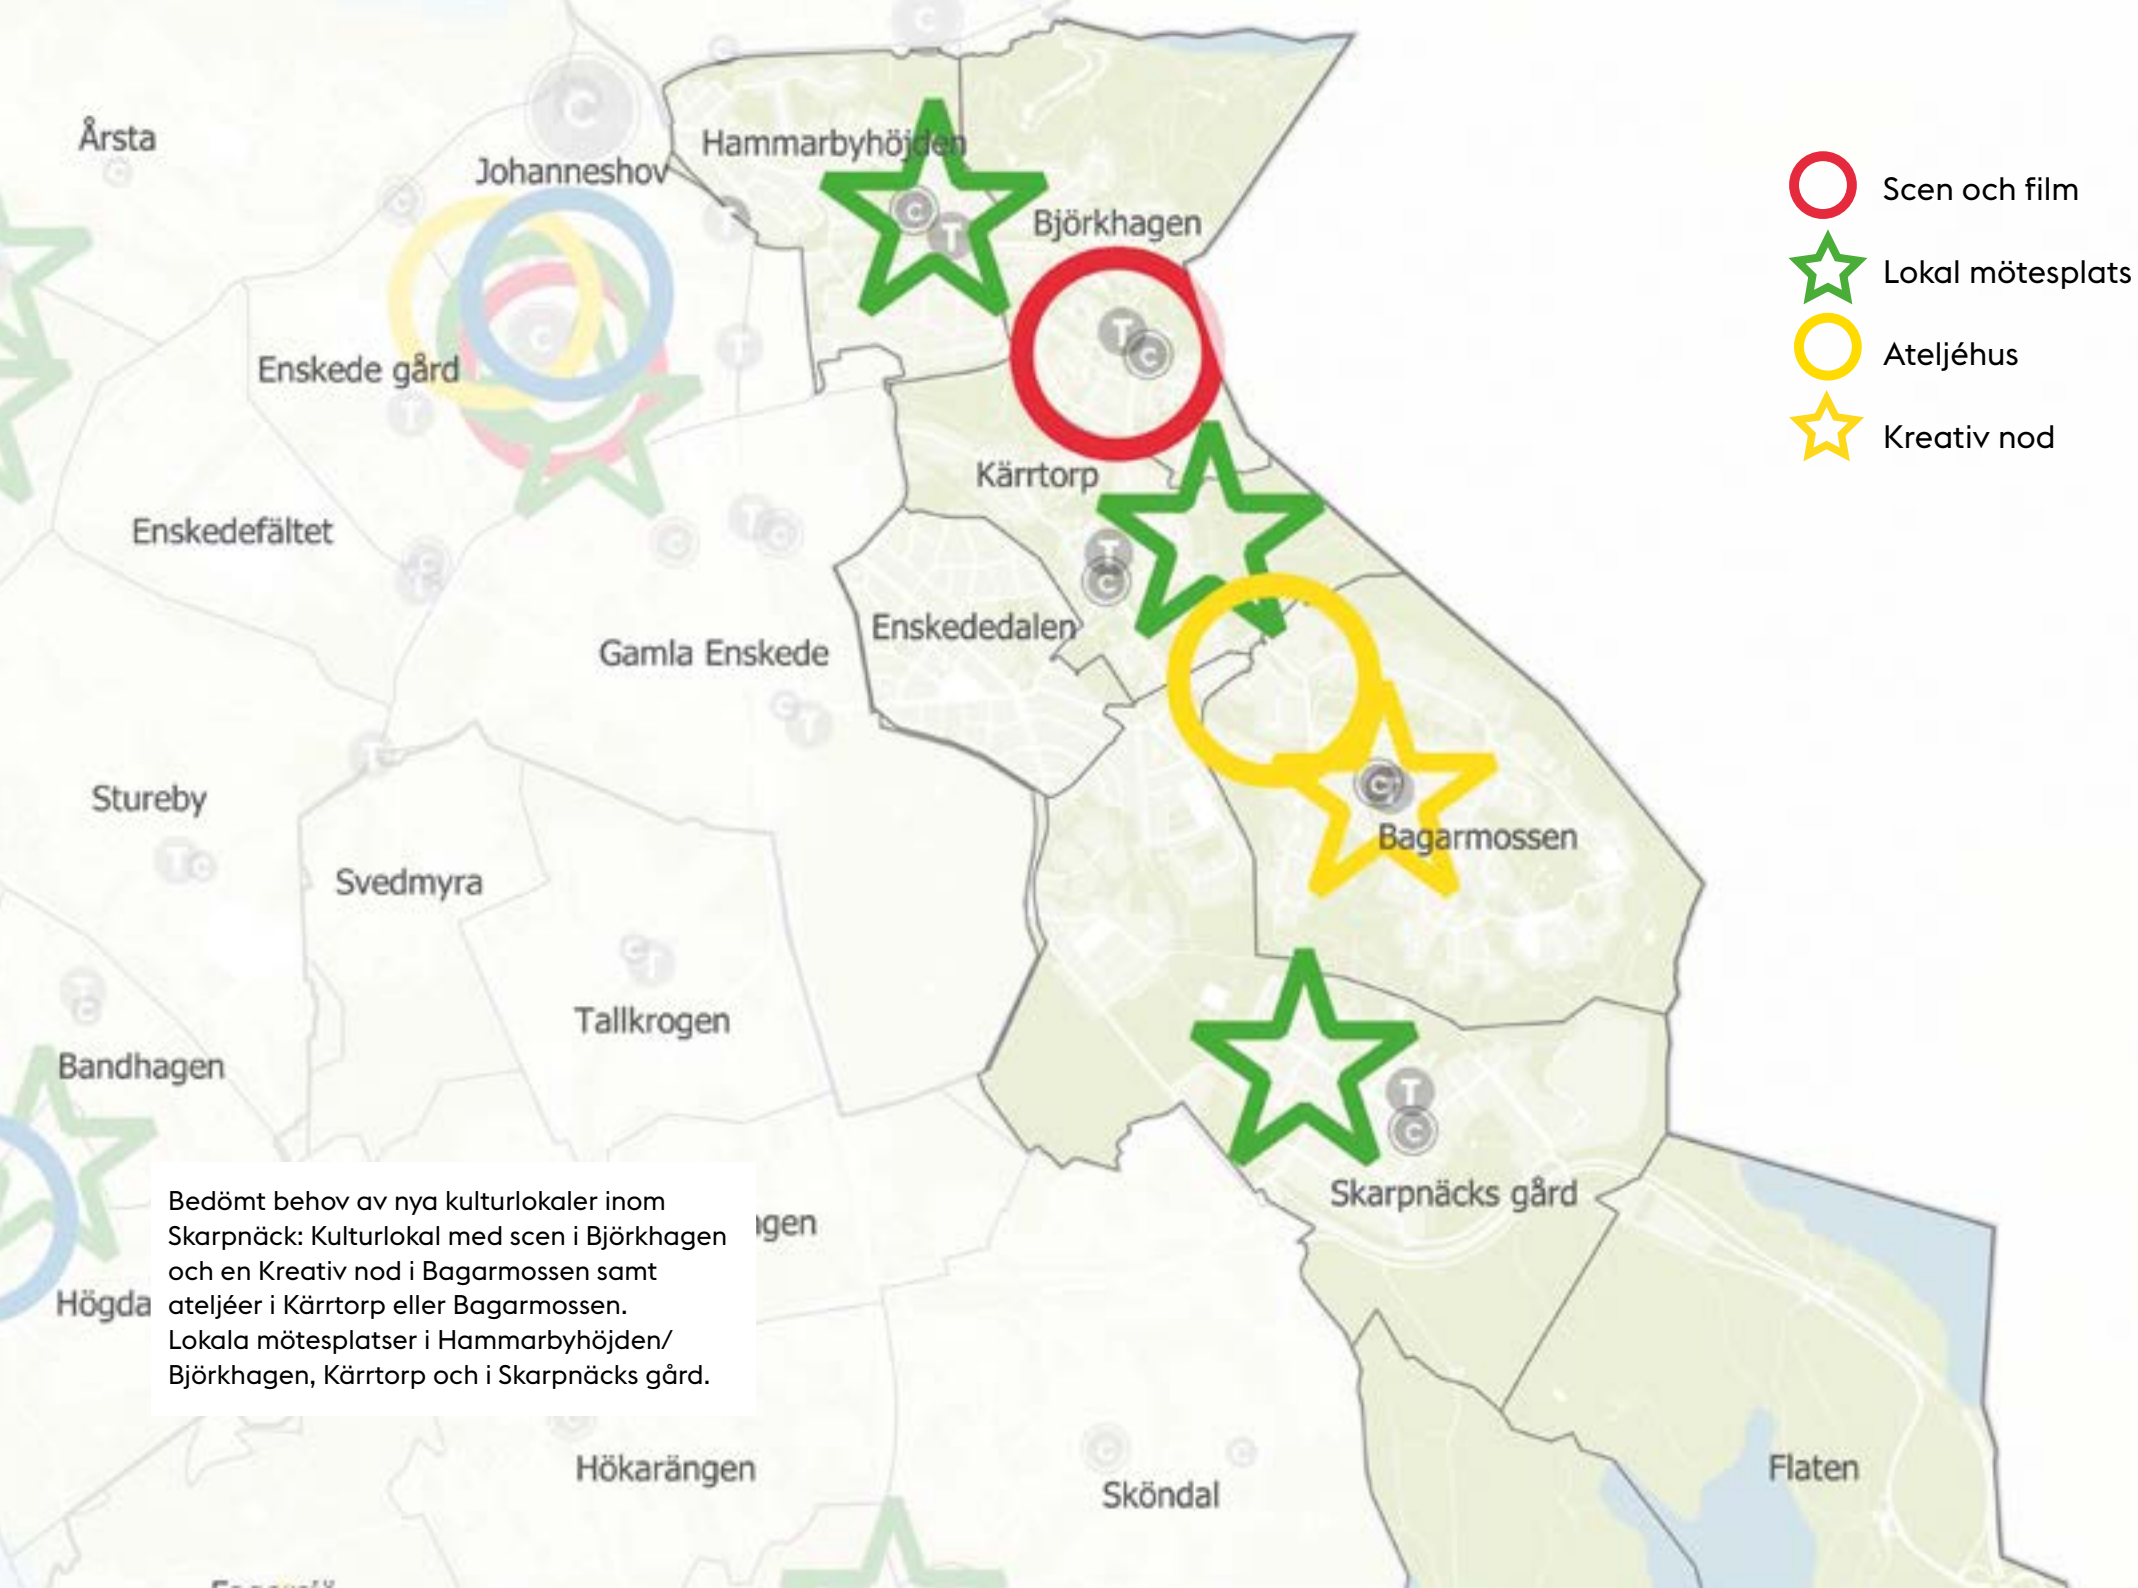 Årsta
Johanneshov
Hammarbyhöjden
Björkhagen
Enskede gård
Kärrtorp
Enskedefältet
Enskededalen
Gamla Enskede
Stureby
Svedmyra
Bagarmossen
Tallkrogen
Bandhagen
Skarpnäcks gård
Högda
Hökarängen
Sköndal
Flaten
Scen och film
Lokal mötesplats
Ateljéhus
Kreativ nod
Bedömt behov av nya kulturlokaler inom
Skarpnäck: Kulturlokal med scen i Björkhagen
och en Kreativ nod i Bagarmossen samt
ateljéer i Kärrtorp eller Bagarmossen.
Lokala mötesplatser i Hammarbyhöjden/
Björkhagen, Kärrtorp och i Skarpnäcks gård.